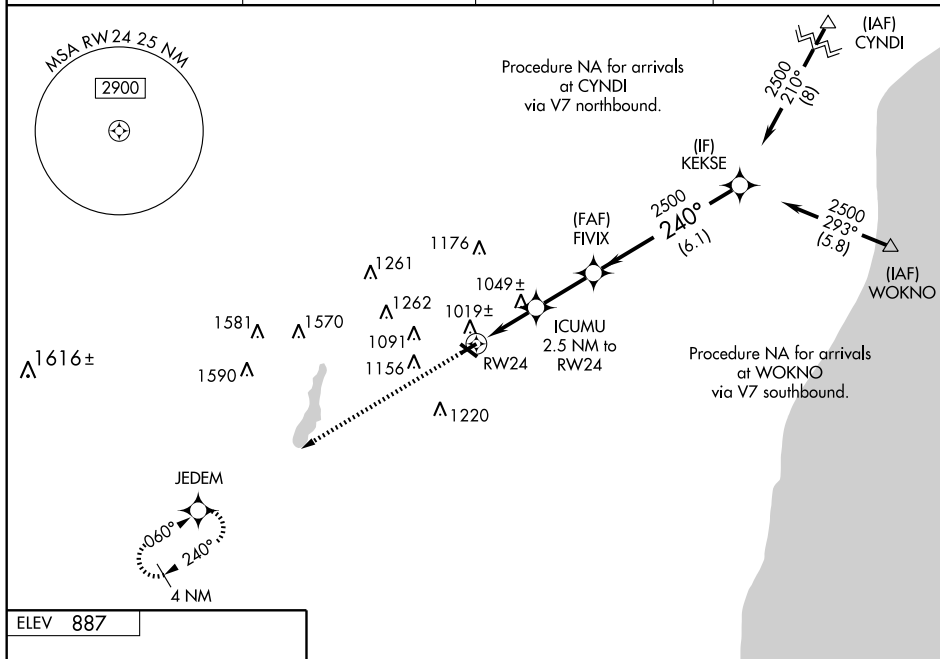 MSA RW24 25 NM
2900
Procedure NA for arrivals
at CYNDI
via V7 northbound.
(IAF)
CYNDI
2500
210°
(8)
(IF)
KEKSE
2500
240°
(6.1)
2500
293°
(5.8)
(IAF)
WOKNO
(FAF)
FIVIX
1176
1261
1049±
1262
1019±
1581
1570
1091
ICUMU
2.5 NM to
RW24
RW24
1616±
1590
1156
1220
Procedure NA for arrivals
at WOKNO
via V7 southbound.
JEDEM
060°
240°
4 NM
ELEV 887